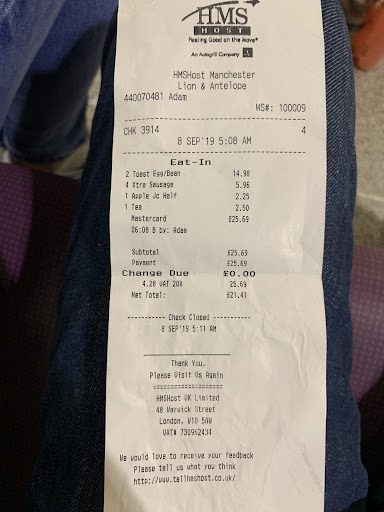 HMS
HOST
Feeling Good on the Move®
An Autogrill Company
HMSHost Manchester
Lion & Antelope
440070481 Adam
WS#: 100009
CHK 3914 4
8 SEP'19 5:08 AM
Eat-In
2 Toast Egg/Bean 14.98
4 Xtra Sausage 5.96
1 Apple Jc Half 2.25
1 Tea 2.50
Mastercard £25.69
06:08 B by: Adam
Subtotal £25.69
Payment £25.69
Change Due £0.00
4.28 VAT 20% 25.69
Net Total: £21.41
----------- Check Closed -----------
8 SEP'19 5:11 AM
Thank You.
Please Visit Us Again
==================
HMSHost UK Limited
48 Warwick Street
London, W1B 5AW
VAT# 730962434
We would love to receive your feedback
Please tell us what you think
http://www.tellhmshost.co.uk/